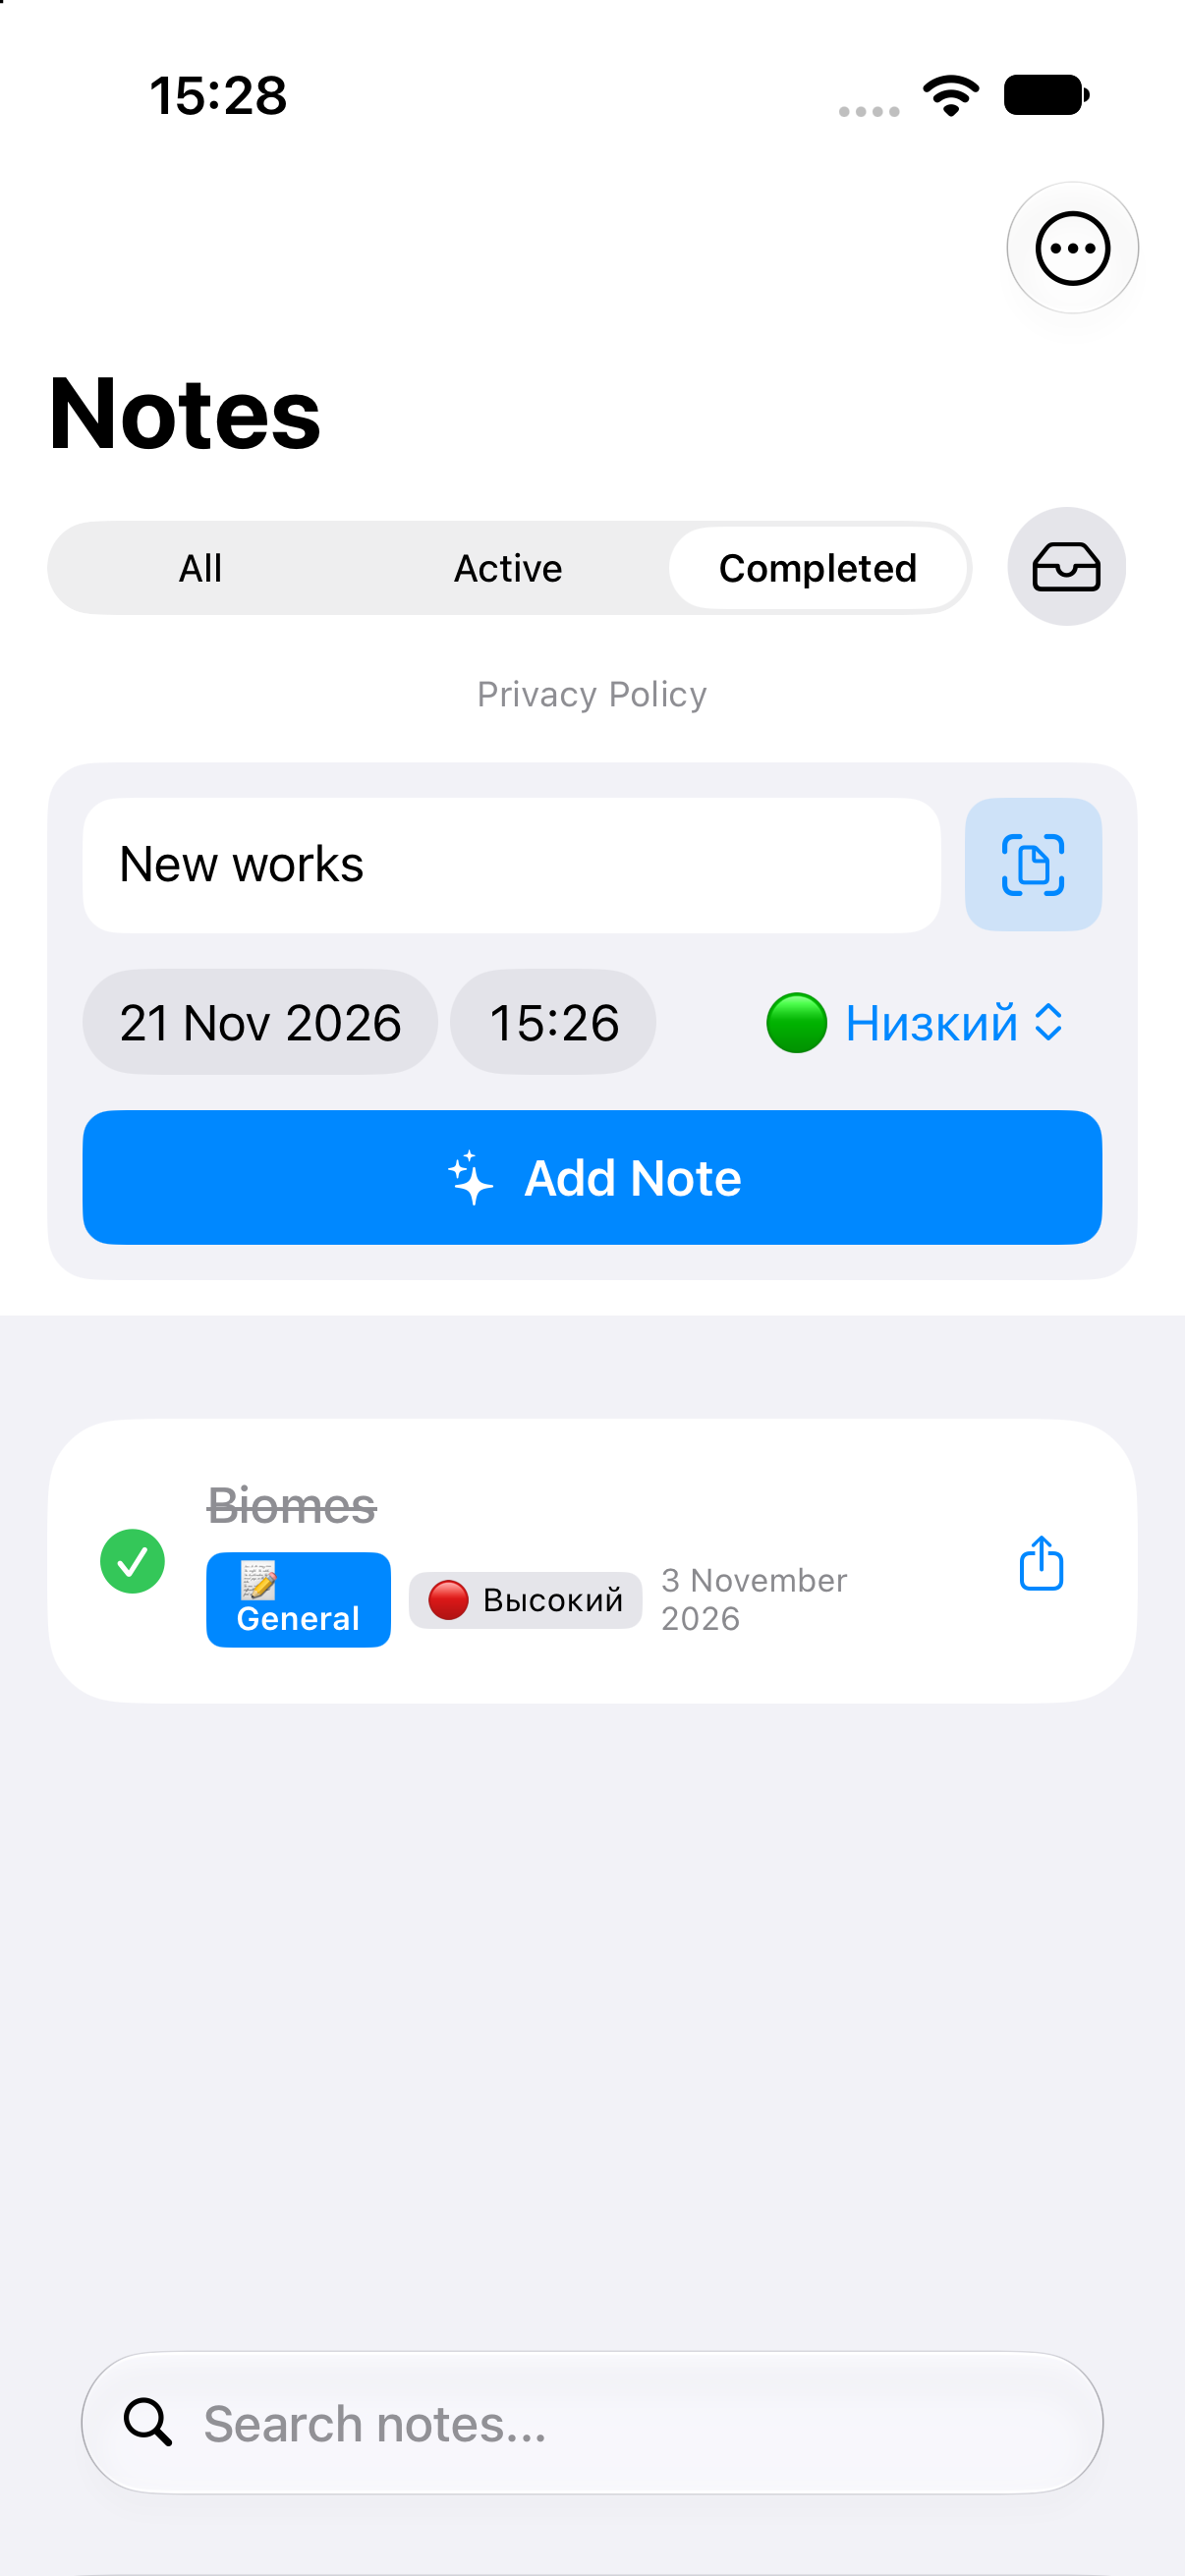 15:28
Notes
All Active Completed
Privacy Policy
New works
21 Nov 2026 15:26 Низкий
Add Note
Biomes
General
Высокий
3 November
2026
Search notes...